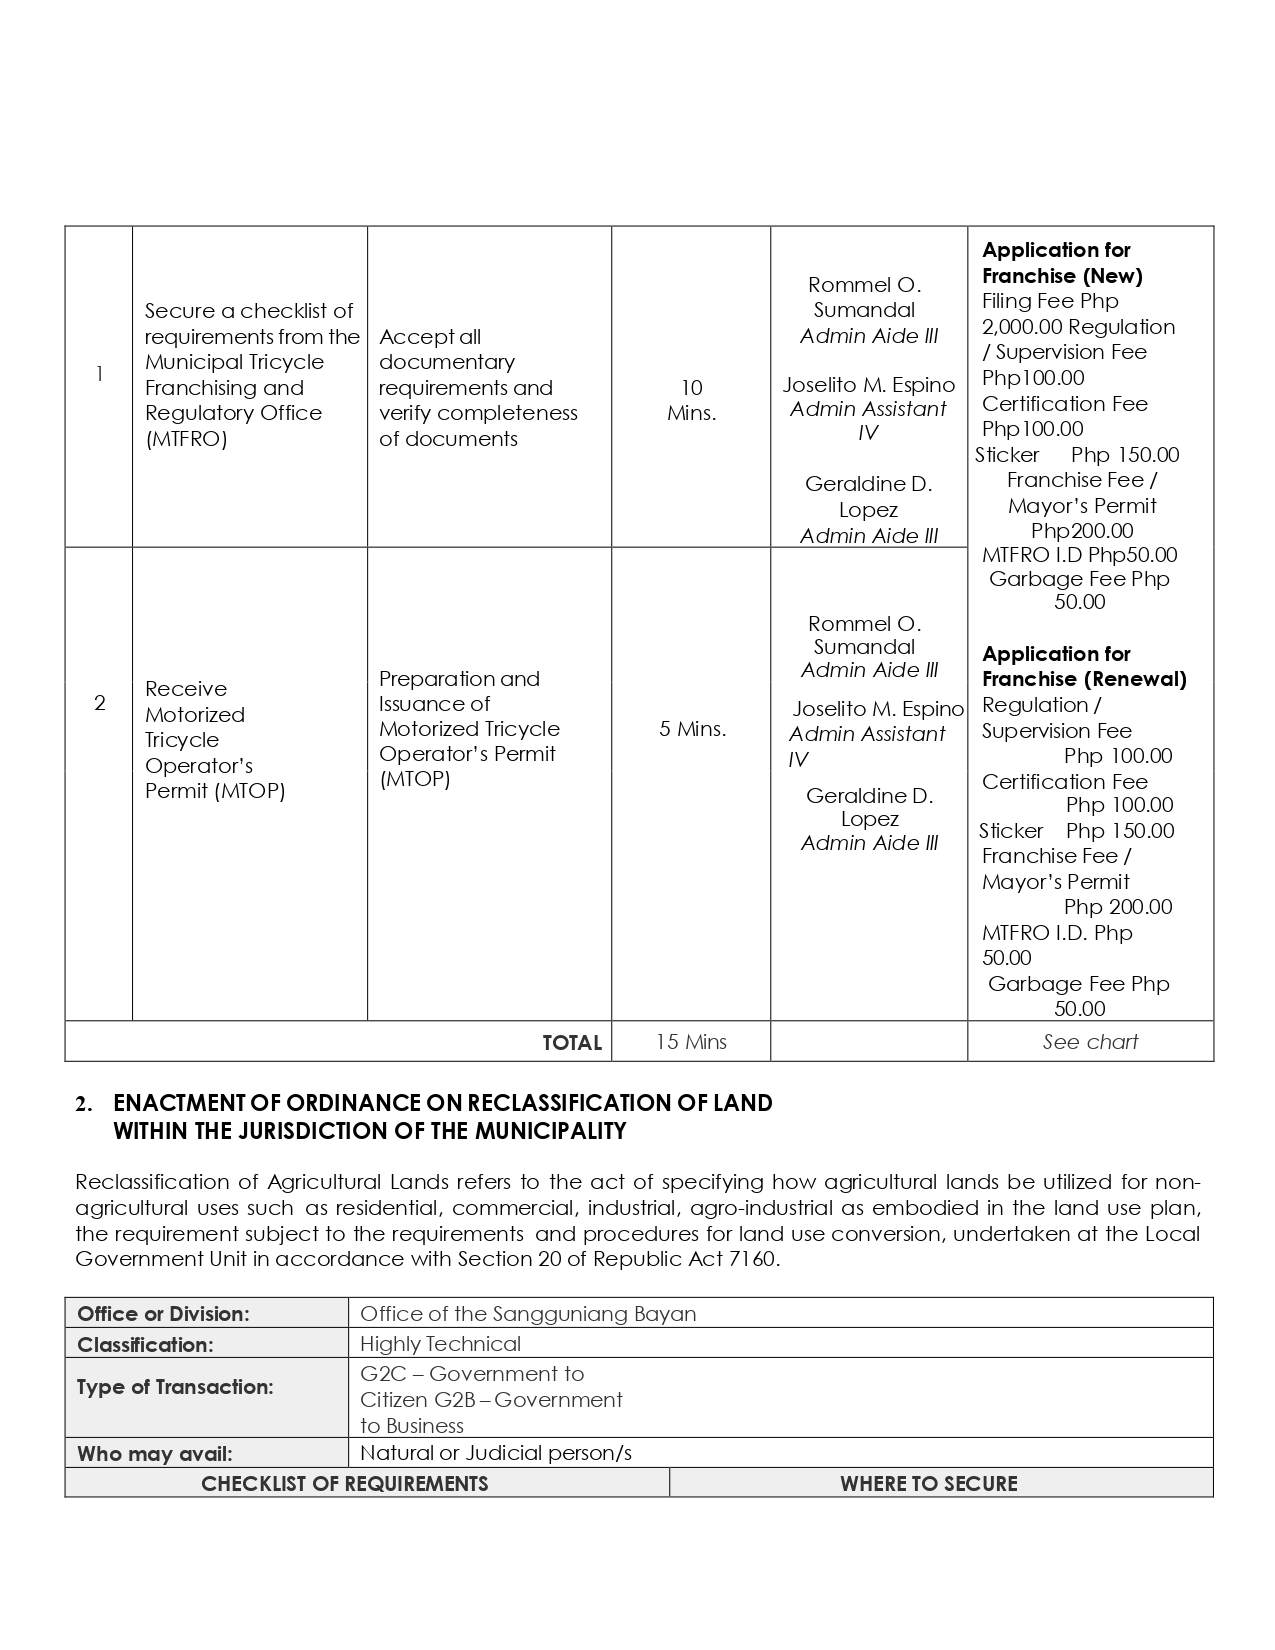 1
Secure a checklist of
requirements from the
Municipal Tricycle
Franchising and
Regulatory Office
(MTFRO)
Accept all
documentary
requirements and
verify completeness
of documents
10
Mins.
Rommel O.
Sumandal
Admin Aide III
Joselito M. Espino
Admin Assistant
IV
Geraldine D.
Lopez
Admin Aide III
Application for
Franchise (New)
Filing Fee Php
2,000.00 Regulation
/ Supervision Fee
Php100.00
Certification Fee
Php100.00
Sticker Php 150.00
Franchise Fee /
Mayor’s Permit
Php200.00
MTFRO I.D Php50.00
Garbage Fee Php
50.00
Application for
Franchise (Renewal)
Regulation /
Supervision Fee
Php 100.00
Certification Fee
Php 100.00
Sticker Php 150.00
Franchise Fee /
Mayor’s Permit
Php 200.00
MTFRO I.D. Php
50.00
Garbage Fee Php
50.00
2
Receive
Motorized
Tricycle
Operator’s
Permit (MTOP)
Preparation and
Issuance of
Motorized Tricycle
Operator’s Permit
(MTOP)
5 Mins.
Rommel O.
Sumandal
Admin Aide III
Joselito M. Espino
Admin Assistant
IV
Geraldine D.
Lopez
Admin Aide III
TOTAL 15 Mins See chart
2. ENACTMENT OF ORDINANCE ON RECLASSIFICATION OF LAND
WITHIN THE JURISDICTION OF THE MUNICIPALITY
Reclassification of Agricultural Lands refers to the act of specifying how agricultural lands be utilized for non-
agricultural uses such as residential, commercial, industrial, agro-industrial as embodied in the land use plan,
the requirement subject to the requirements and procedures for land use conversion, undertaken at the Local
Government Unit in accordance with Section 20 of Republic Act 7160.
Office or Division: Office of the Sangguniang Bayan
Classification: Highly Technical
Type of Transaction: G2C – Government to
Citizen G2B – Government
to Business
Who may avail: Natural or Judicial person/s
CHECKLIST OF REQUIREMENTS WHERE TO SECURE